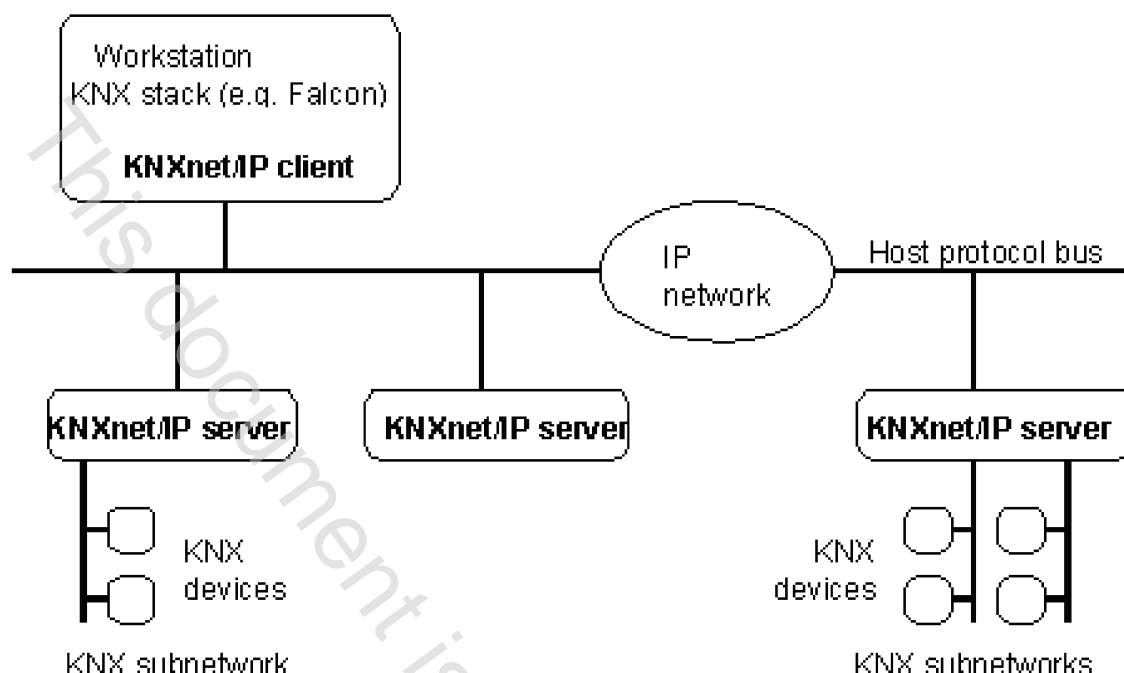 Workstation
KNX stack (e.g. Falcon)
KNXnet/IP client
IP
network
Host protocol bus
KNXnet/IP server
KNXnet/IP server
KNXnet/IP server
KNX
devices
KNX
devices
KNX subnetwork
KNX subnetworks
This document is